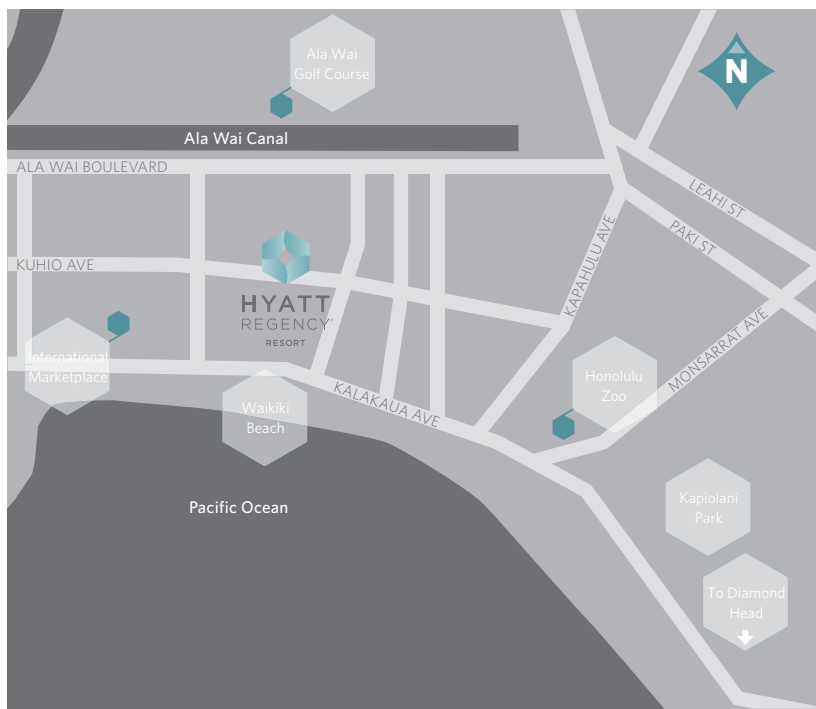 Ala Wai
Golf Course
N
Ala Wai Canal
ALA WAI BOULEVARD
LEAHI ST
PAKI ST
KAPAHULU AVE
KUHIO AVE
HYATT
REGENCY®
RESORT
MONSARRAT AVE
International
Marketplace
Honolulu
Zoo
KALAKAUA AVE
Waikiki
Beach
Pacific Ocean
Kapiolani
Park
To Diamond
Head